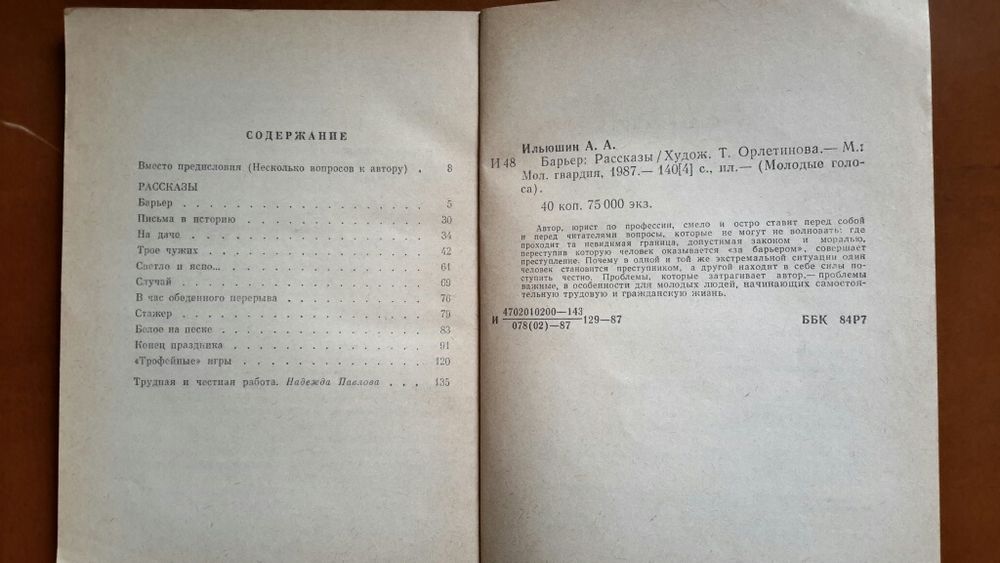 СОДЕРЖАНИЕ
Вместо предисловия (Несколько вопросов к автору) . 3
РАССКАЗЫ
Барьер . . . . . . . . . . . . . . . . 5
Письма в историю . . . . . . . . . . . . . 30
На даче . . . . . . . . . . . . . . . . 34
Трое чужих . . . . . . . . . . . . . . . 42
Светло и ясно... . . . . . . . . . . . . . 61
Случай . . . . . . . . . . . . . . . . 69
В час обеденного перерыва . . . . . . . . . . 76
Стажер . . . . . . . . . . . . . . . . 79
Белое на песке . . . . . . . . . . . . . . 83
Конец праздника . . . . . . . . . . . . . 91
«Трофейные» игры . . . . . . . . . . . . . 120
Трудная и честная работа. Надежда Павлова . . . 135
Ильюшин А. А.
И 48 Барьер: Рассказы/Худож. Т. Орлетинова.— М.:
Мол. гвардия, 1987.— 140[4] с., ил.— (Молодые голо-
са).
40 коп. 75 000 экз.
Автор, юрист по профессии, смело и остро ставит перед собой
и перед читателями вопросы, которые не могут не волновать: где
проходит та невидимая граница, допустимая законом и моралью,
переступив которую человек оказывается «за барьером», совершает
преступление. Почему в одной и той же экстремальной ситуации один
человек становится преступником, а другой находит в себе силы по-
ступить честно. Проблемы, которые затрагивает автор,— проблемы
важные, в особенности для молодых людей, начинающих самостоя-
тельную трудовую и гражданскую жизнь.
И 4702010200—143
078(02)—87 129—87 ББК 84Р7